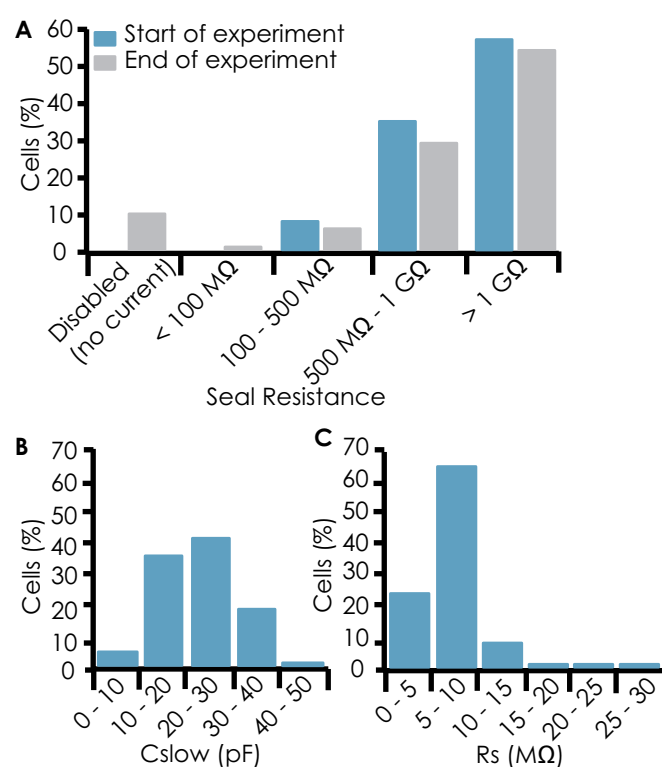 A
Start of experiment
End of experiment
60
50
40
30
20
10
0
Cells (%)
Disabled
(no current)
< 100 MΩ
100 - 500 MΩ
500 MΩ - 1 GΩ
> 1 GΩ
Seal Resistance
B
70
60
50
40
30
20
10
0
Cells (%)
0 - 10
10 - 20
20 - 30
30 - 40
40 - 50
Cslow (pF)
C
70
60
50
40
30
20
10
0
Cells (%)
0 - 5
5 - 10
10 - 15
15 - 20
20 - 25
25 - 30
Rs (MΩ)